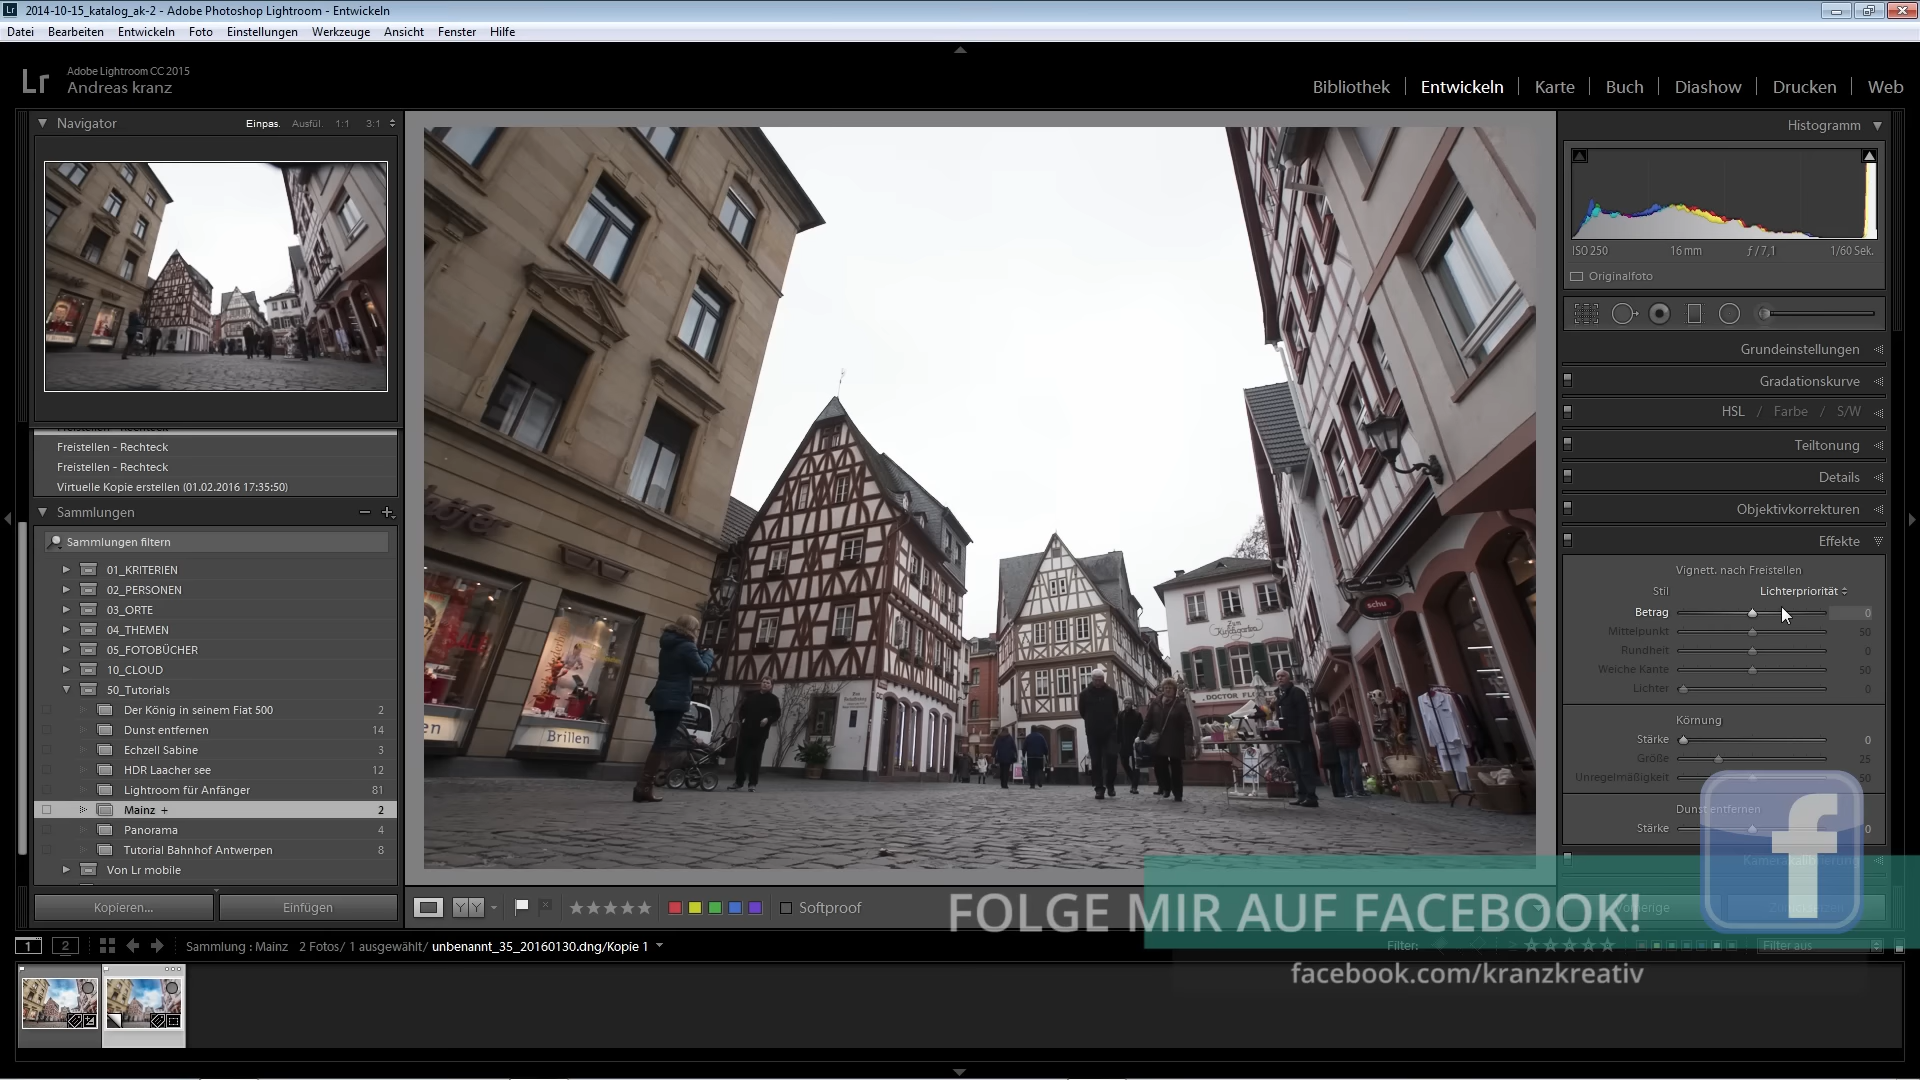 2014-10-15_katalog_ak-2 - Adobe Photoshop Lightroom - Entwickeln
Datei Bearbeiten Entwickeln Foto Einstellungen Werkzeuge Ansicht Fenster Hilfe
Lr
Adobe Lightroom CC 2015
Andreas kranz
Bibliothek | Entwickeln | Karte | Buch | Diashow | Drucken | Web
Navigator Einpas. Ausfül. 1:1 3:1
Freistellen - Rechteck
Freistellen - Rechteck
Freistellen - Rechteck
Virtuelle Kopie erstellen (01.02.2016 17:35:50)
Sammlungen
Sammlungen filtern
01_KRITERIEN
02_PERSONEN
03_ORTE
04_THEMEN
05_FOTOBÜCHER
10_CLOUD
50_Tutorials
Der König in seinem Fiat 500 2
Dunst entfernen 14
Echzell Sabine 3
HDR Laacher see 12
Lightroom für Anfänger 81
Mainz + 2
Panorama 4
Tutorial Bahnhof Antwerpen 8
Von Lr mobile
Kopieren... Einfügen
Brillen
schu
Zum
DOCTOR
Histogramm
ISO 250 16 mm ƒ / 7,1 1/60 Sek.
Originalfoto
Grundeinstellungen
Gradationskurve
HSL / Farbe / S/W
Teiltonung
Details
Objektivkorrekturen
Effekte
Vignett. nach Freistellen
Stil Lichterpriorität
Betrag 0
Mittelpunkt 50
Rundheit 0
Weiche Kante 50
Lichter 0
Körnung
Stärke 0
Größe 25
Unregelmäßigkeit 50
Dunst entfernen
Stärke 0
Kamerakalibrierung
YY Softproof
FOLGE MIR AUF FACEBOOK!
f
facebook.com/kranzkreativ
1 2 Sammlung : Mainz 2 Fotos/ 1 ausgewählt/ unbenannt_35_20160130.dng/Kopie 1
Filter: Filter aus